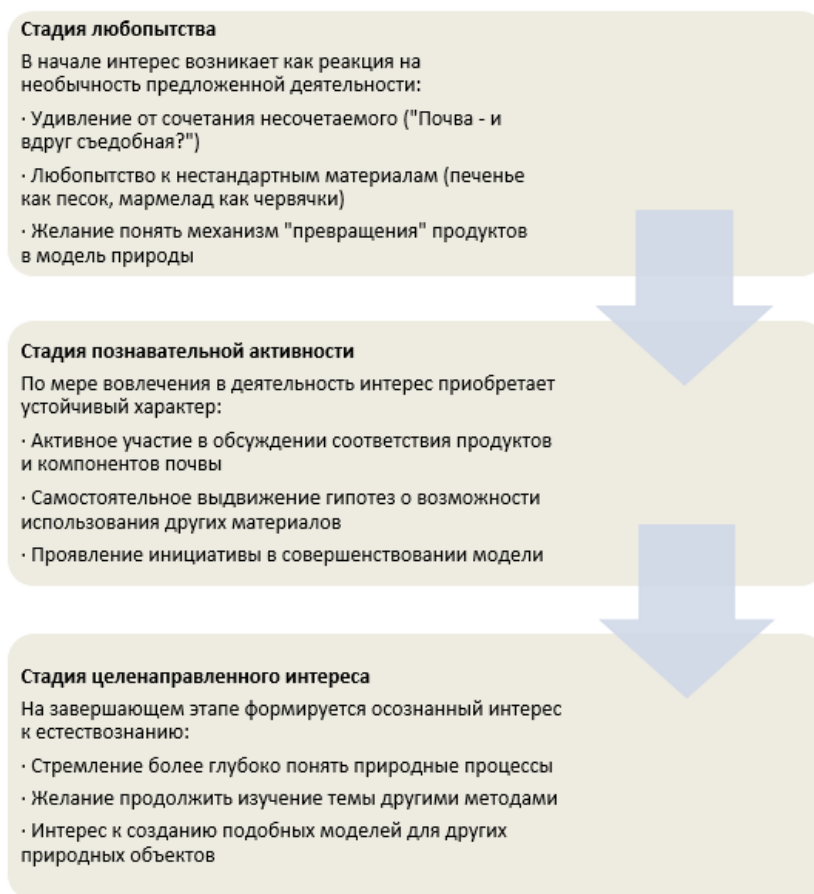 Стадия любопытства
В начале интерес возникает как реакция на
необычность предложенной деятельности:
· Удивление от сочетания несочетаемого ("Почва - и
вдруг съедобная?")
· Любопытство к нестандартным материалам (печенье
как песок, мармелад как червячки)
· Желание понять механизм "превращения" продуктов
в модель природы
Стадия познавательной активности
По мере вовлечения в деятельность интерес приобретает
устойчивый характер:
· Активное участие в обсуждении соответствия продуктов
и компонентов почвы
· Самостоятельное выдвижение гипотез о возможности
использования других материалов
· Проявление инициативы в совершенствовании модели
Стадия целенаправленного интереса
На завершающем этапе формируется осознанный интерес
к естествознанию:
· Стремление более глубоко понять природные процессы
· Желание продолжить изучение темы другими методами
· Интерес к созданию подобных моделей для других
природных объектов